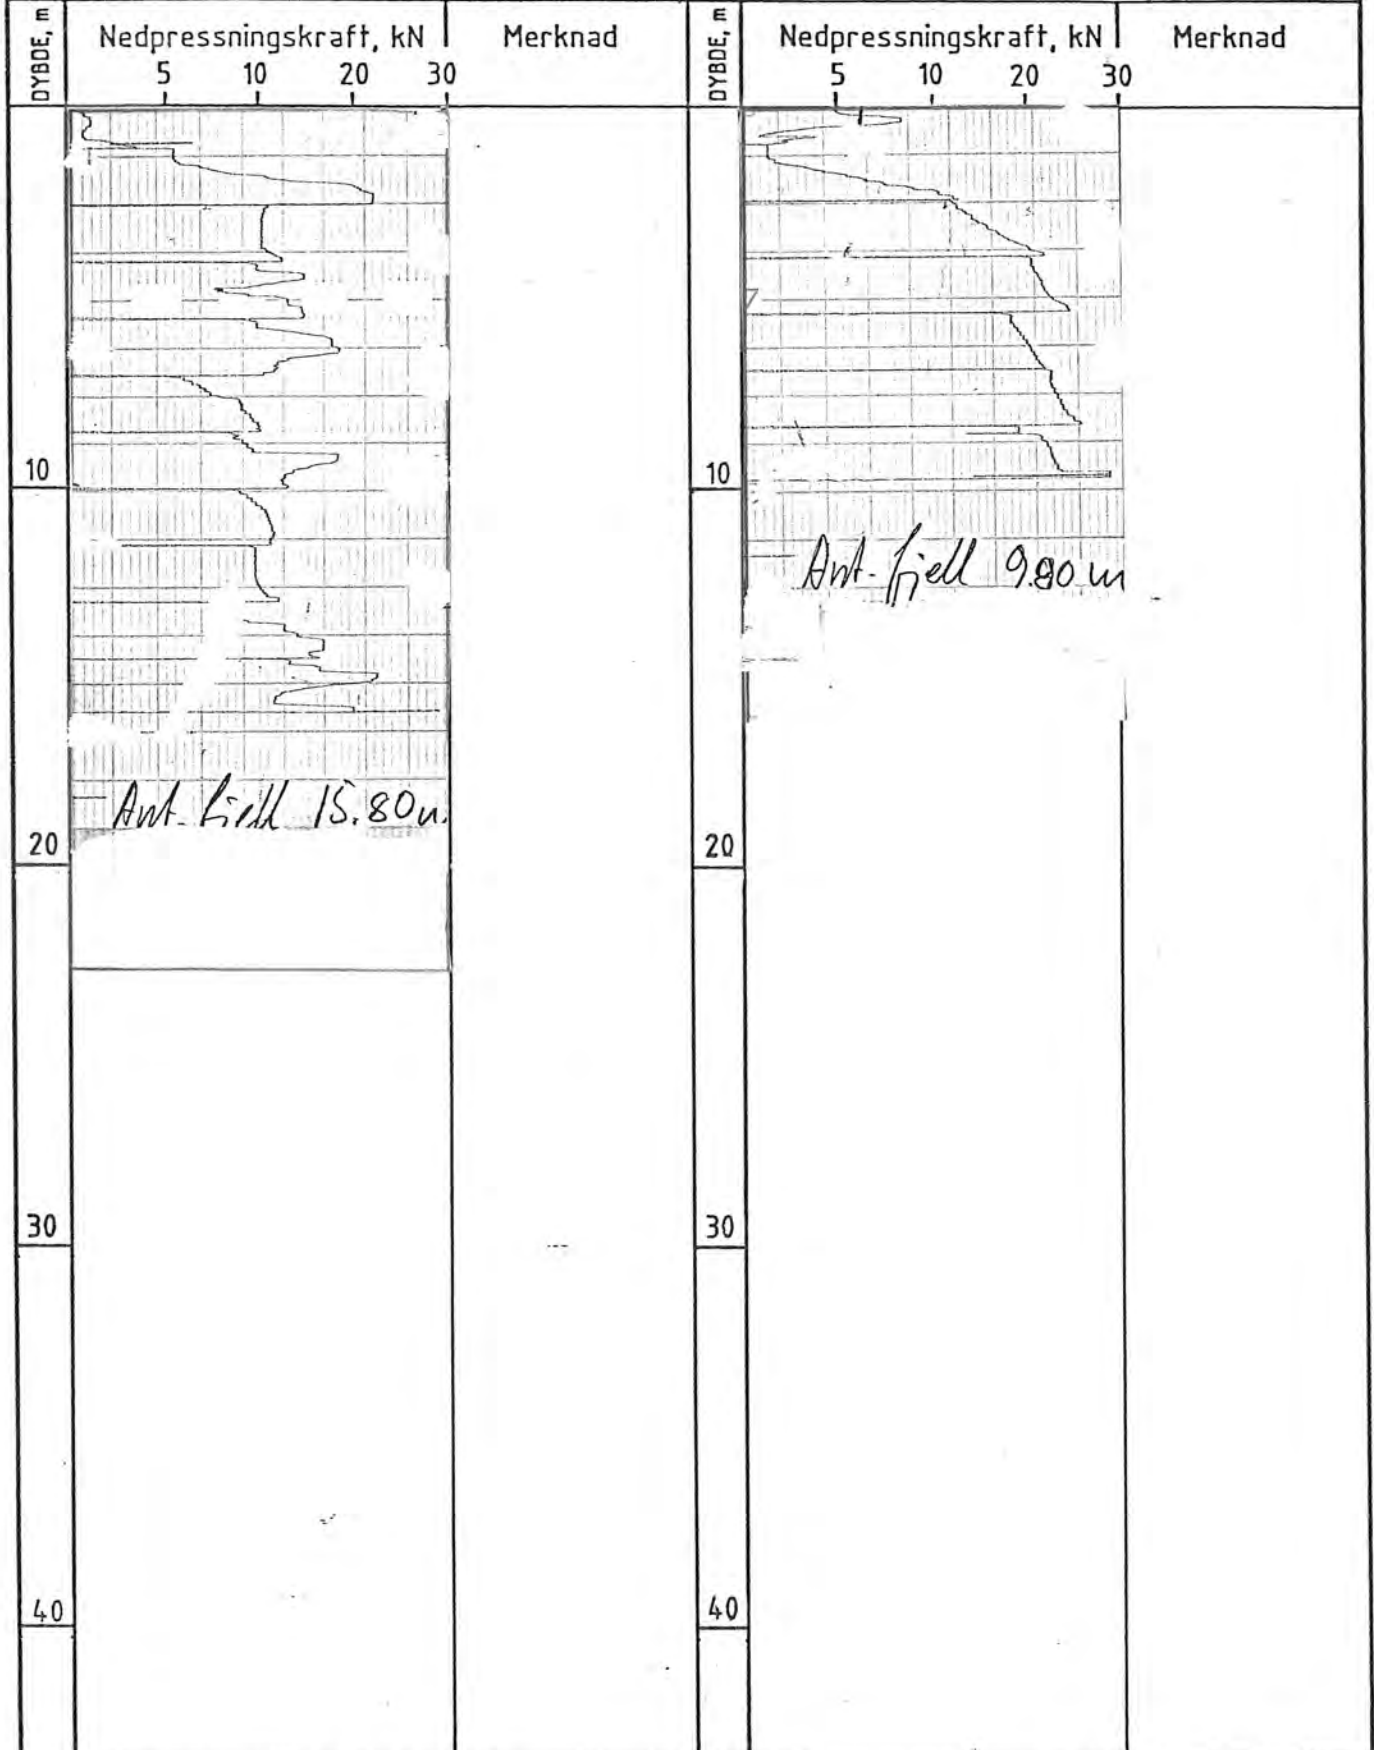 DYBDE, m
Nedpressningskraft, kN
Merknad
5 10 20 30
10
Ant. fjell 15.80 m.
20
30
40
DYBDE, m
Nedpressningskraft, kN
Merknad
5 10 20 30
10
Ant. fjell 9.80 m
20
30
40